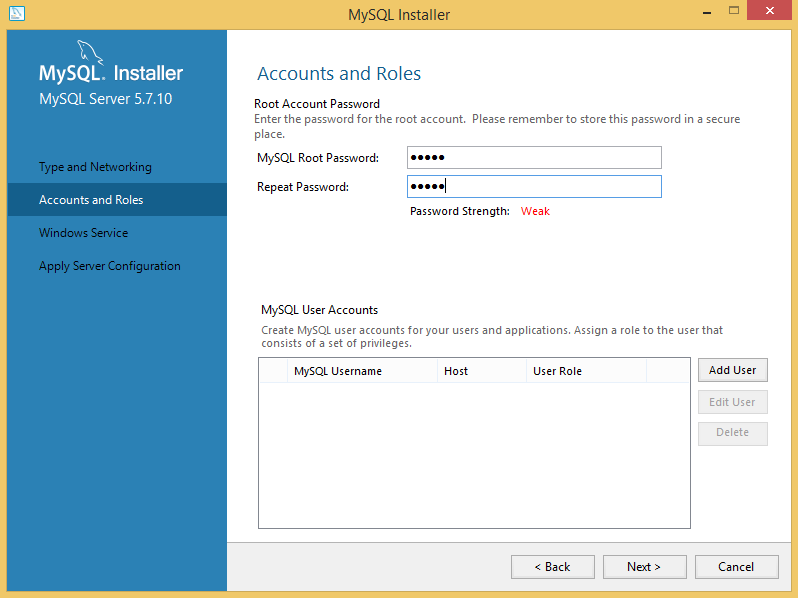 MySQL Installer
MySQL. Installer
MySQL Server 5.7.10
Type and Networking
Accounts and Roles
Windows Service
Apply Server Configuration
Accounts and Roles
Root Account Password
Enter the password for the root account.  Please remember to store this password in a secure
place.
MySQL Root Password: ●●●●●
Repeat Password: ●●●●●
Password Strength: Weak
MySQL User Accounts
Create MySQL user accounts for your users and applications. Assign a role to the user that
consists of a set of privileges.
MySQL Username Host User Role
Add User
Edit User
Delete
< Back Next > Cancel